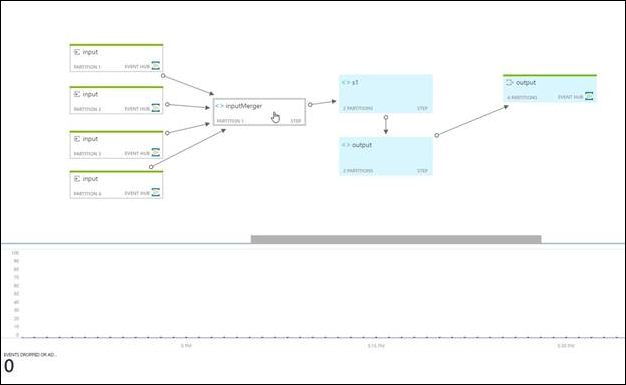 input
PARTITION 1 EVENT HUB
input
PARTITION 2 EVENT HUB
input
PARTITION 3 EVENT HUB
input
PARTITION 4 EVENT HUB
<> inputMerger
PARTITION 1 STEP
<> s1
2 PARTITIONS STEP
<> output
2 PARTITIONS STEP
output
4 PARTITIONS EVENT HUB
100
90
80
70
60
50
40
30
20
10
0
5 PM
5:15 PM
5:30 PM
EVENTS DROPPED OR AD...
0